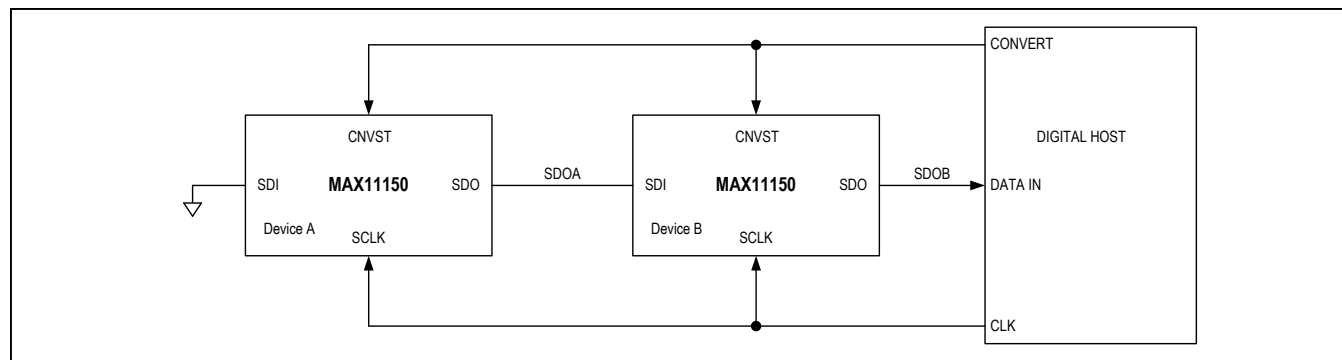 CONVERT
CNVST
CNVST
DIGITAL HOST
SDI
MAX11150
SDO
SDOA
SDI
MAX11150
SDO
SDOB
DATA IN
Device A
Device B
SCLK
SCLK
CLK